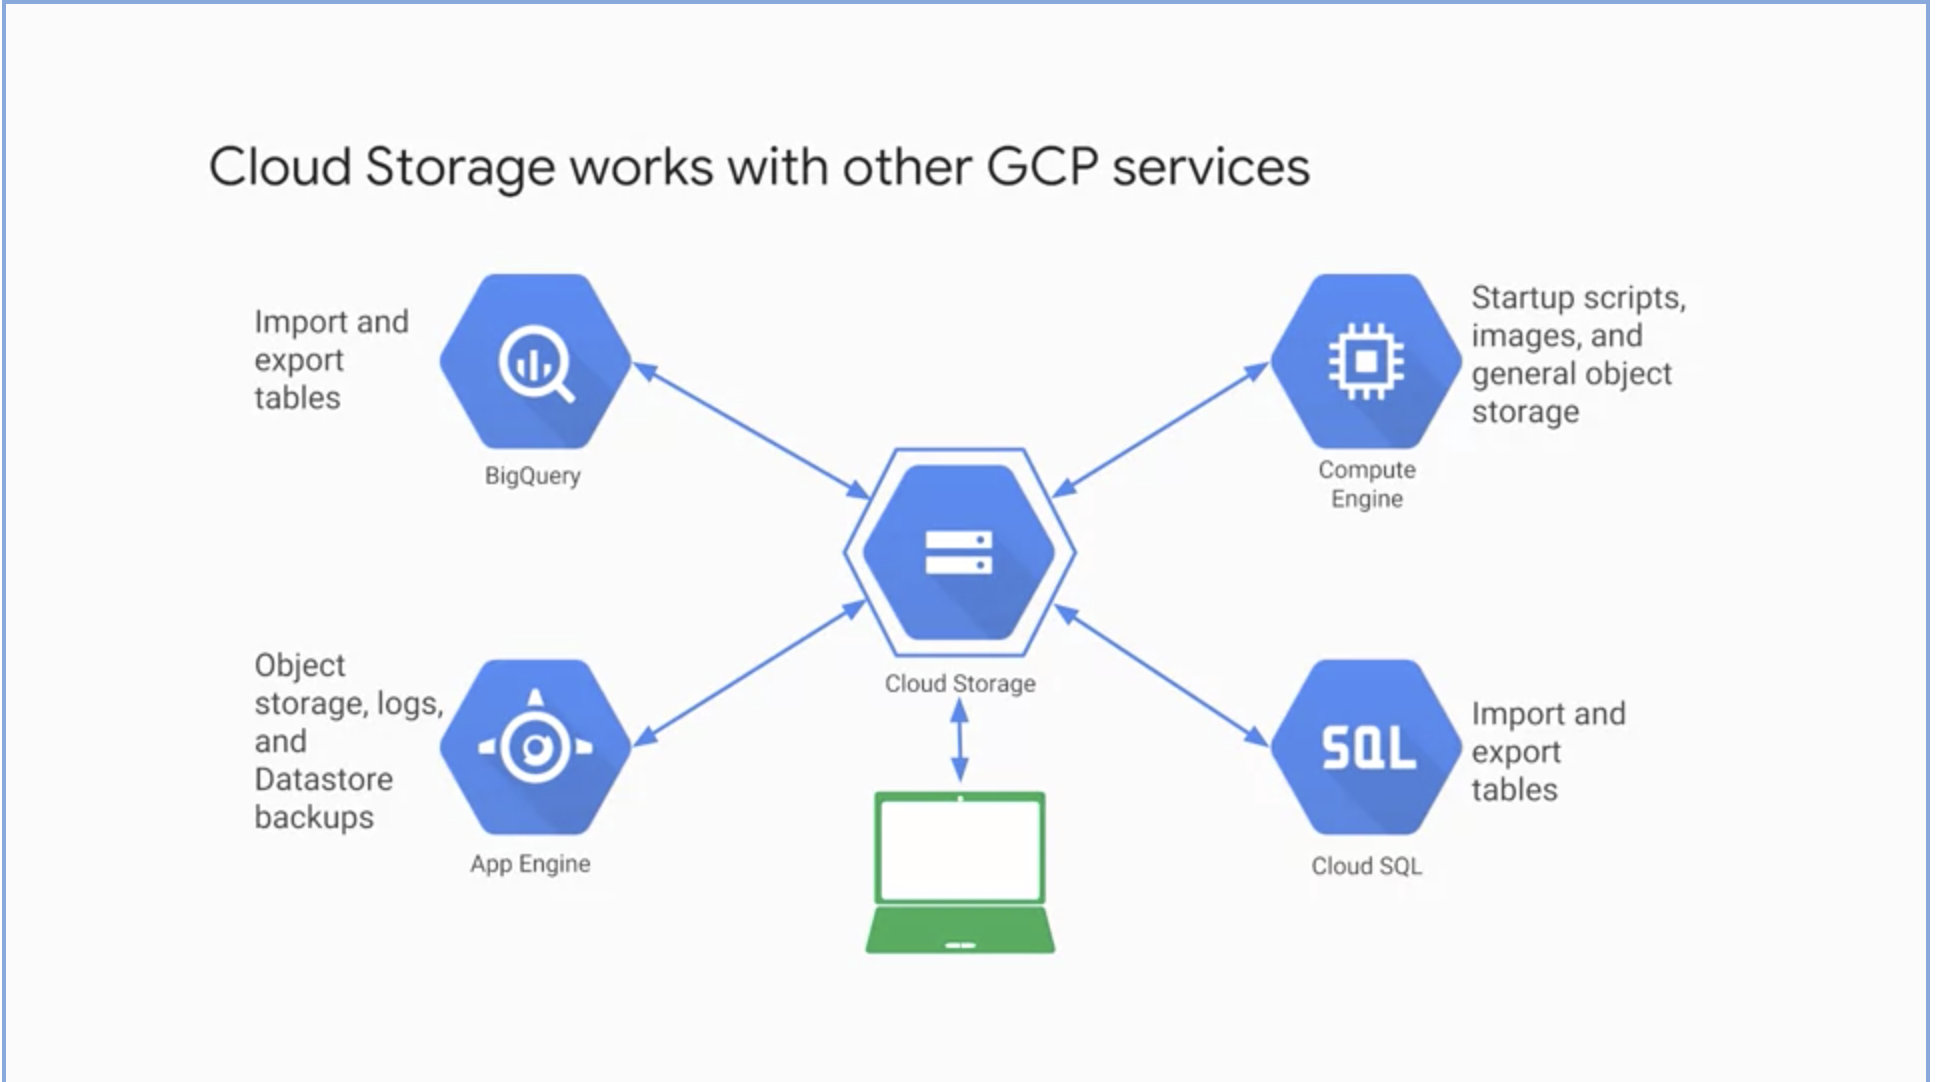 Cloud Storage works with other GCP services
Import and
export
tables
BigQuery
Startup scripts,
images, and
general object
storage
Compute
Engine
Cloud Storage
Object
storage, logs,
and
Datastore
backups
App Engine
SQL
Import and
export
tables
Cloud SQL